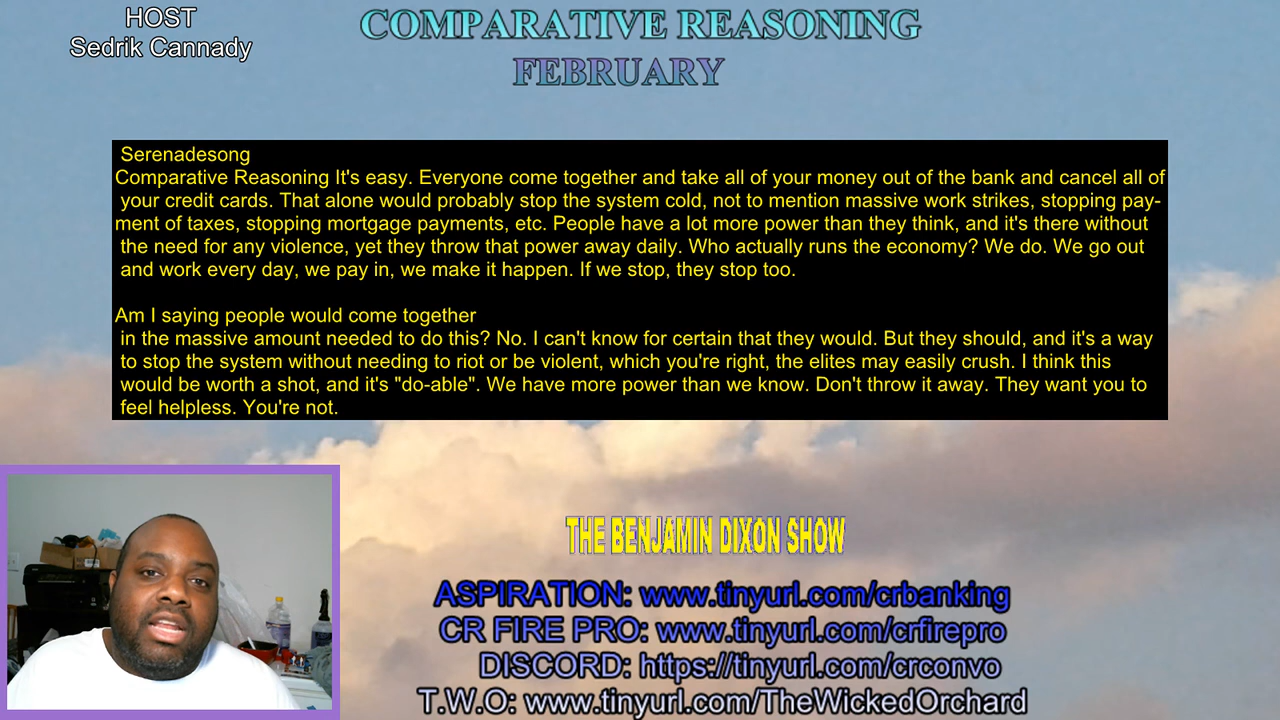 HOST
Sedrik Cannady
COMPARATIVE REASONING
FEBRUARY
Serenadesong
Comparative Reasoning It's easy. Everyone come together and take all of your money out of the bank and cancel all of
your credit cards. That alone would probably stop the system cold, not to mention massive work strikes, stopping pay-
ment of taxes, stopping mortgage payments, etc. People have a lot more power than they think, and it's there without
the need for any violence, yet they throw that power away daily. Who actually runs the economy? We do. We go out
and work every day, we pay in, we make it happen. If we stop, they stop too.
Am I saying people would come together
in the massive amount needed to do this? No. I can't know for certain that they would. But they should, and it's a way
to stop the system without needing to riot or be violent, which you're right, the elites may easily crush. I think this
would be worth a shot, and it's "do-able". We have more power than we know. Don't throw it away. They want you to
feel helpless. You're not.
THE BENJAMIN DIXON SHOW
ASPIRATION: www.tinyurl.com/crbanking
CR FIRE PRO: www.tinyurl.com/crfirepro
DISCORD: https://tinyurl.com/crconvo
T.W.O: www.tinyurl.com/TheWickedOrchard